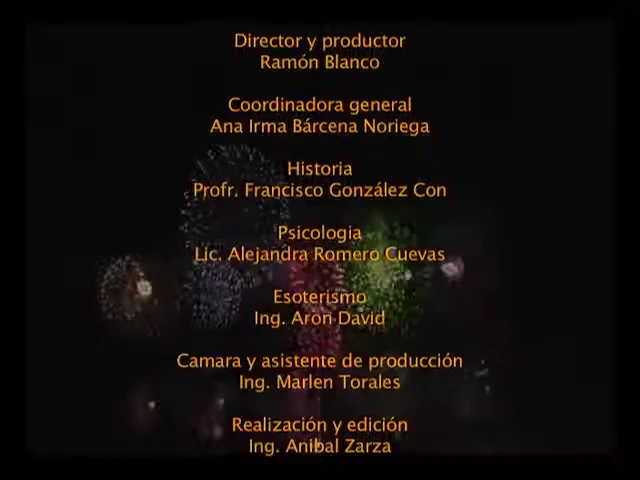 Director y productor
Ramón Blanco
Coordinadora general
Ana Irma Bárcena Noriega
Historia
Profr. Francisco González Con
Psicologia
Lic. Alejandra Romero Cuevas
Esoterismo
Ing. Aron David
Camara y asistente de producción
Ing. Marlen Torales
Realización y edición
Ing. Anibal Zarza